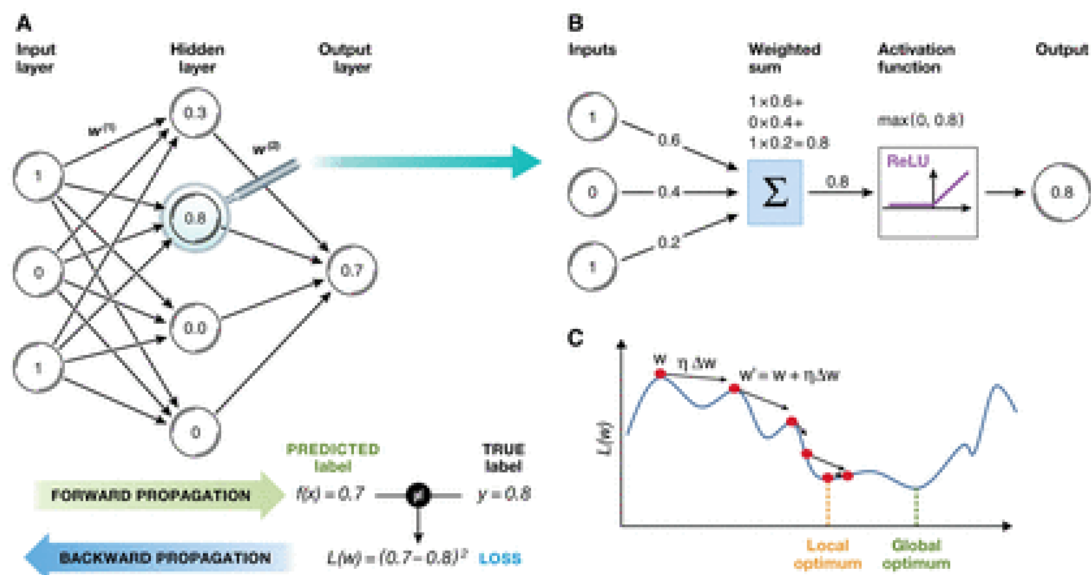 A
Input
layer
Hidden
layer
Output
layer
w(1)
w(2)
1
0
1
0.3
0.8
0.0
0
0.7
FORWARD PROPAGATION
BACKWARD PROPAGATION
PREDICTED
label
TRUE
label
f(x) = 0.7
≠
y = 0.8
L(w) = (0.7 – 0.8)²
LOSS
B
Inputs
Weighted
sum
Activation
function
Output
1×0.6+
0×0.4+
1×0.2=0.8
max(0, 0.8)
1
0
1
0.6
0.4
0.2
Σ
0.8
ReLU
0.8
C
L(w)
w
η Δw
w' = w + ηΔw
Local
optimum
Global
optimum